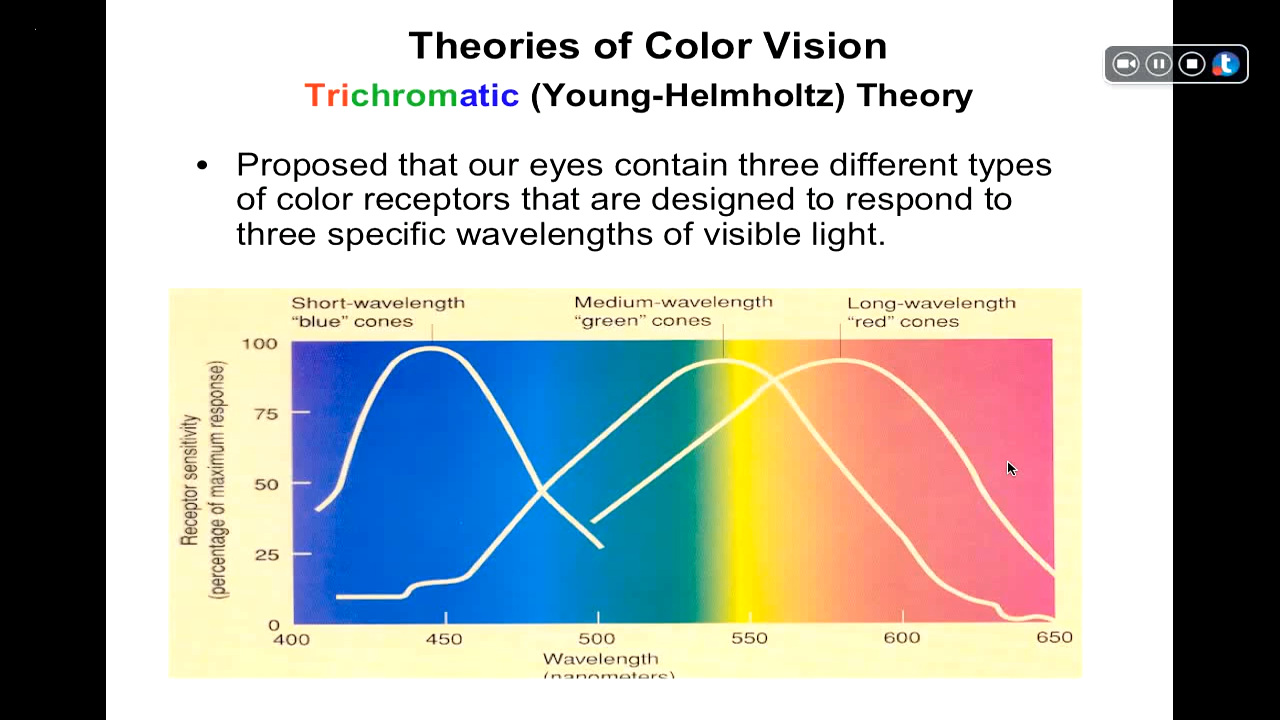 Theories of Color Vision
Trichromatic (Young-Helmholtz) Theory
• Proposed that our eyes contain three different types
of color receptors that are designed to respond to
three specific wavelengths of visible light.
Short-wavelength
“blue” cones
Medium-wavelength
“green” cones
Long-wavelength
“red” cones
Receptor sensitivity
(percentage of maximum response)
100
75
50
25
0
400
450
500
550
600
650
Wavelength
(nanometers)
t